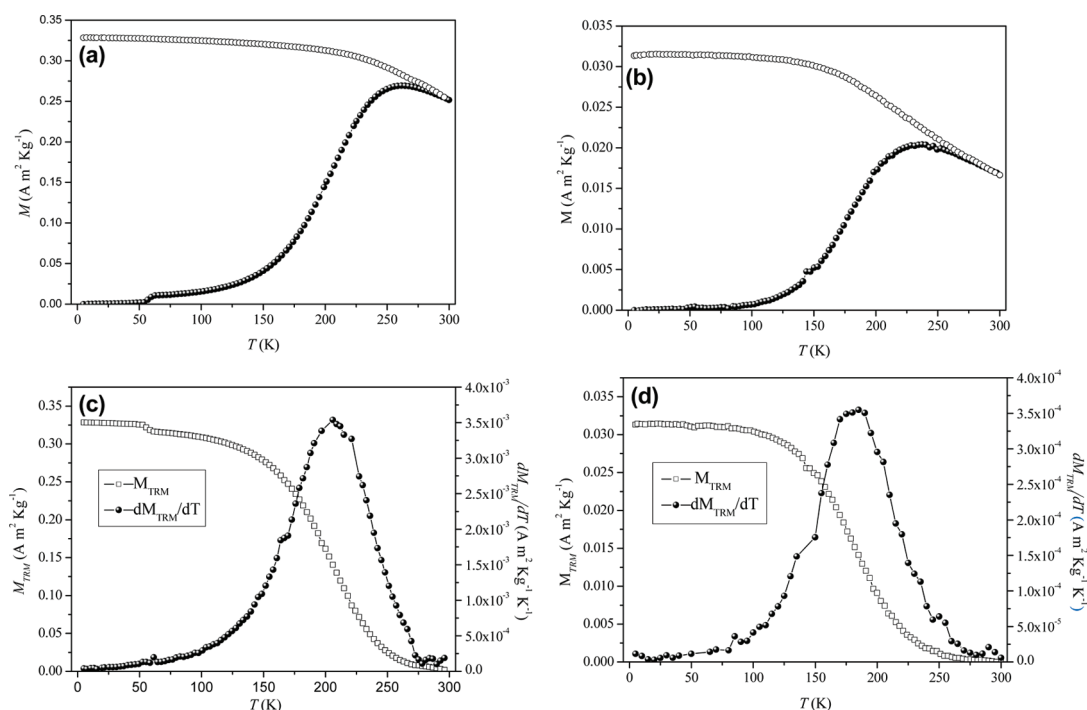 (a)
0.35
0.30
0.25
0.20
0.15
0.10
0.05
0.00
M (A m² Kg⁻¹)
0 50 100 150 200 250 300
T (K)
(b)
0.035
0.030
0.025
0.020
0.015
0.010
0.005
0.000
M (A m² Kg⁻¹)
0 50 100 150 200 250 300
T (K)
(c)
0.35
0.30
0.25
0.20
0.15
0.10
0.05
0.00
M_TRM (A m² Kg⁻¹)
M_TRM
dM_TRM/dT
4.0x10⁻³
3.5x10⁻³
3.0x10⁻³
2.5x10⁻³
2.0x10⁻³
1.5x10⁻³
1.0x10⁻³
5.0x10⁻⁴
0.0
dM_TRM/dT (A m² Kg⁻¹ K⁻¹)
0 50 100 150 200 250 300
T (K)
(d)
0.035
0.030
0.025
0.020
0.015
0.010
0.005
0.000
M_TRM (A m² Kg⁻¹)
M_TRM
dM_TRM/dT
4.0x10⁻⁴
3.5x10⁻⁴
3.0x10⁻⁴
2.5x10⁻⁴
2.0x10⁻⁴
1.5x10⁻⁴
1.0x10⁻⁴
5.0x10⁻⁵
0.0
dM_TRM/dT (A m² Kg⁻¹ K⁻¹)
0 50 100 150 200 250 300
T (K)